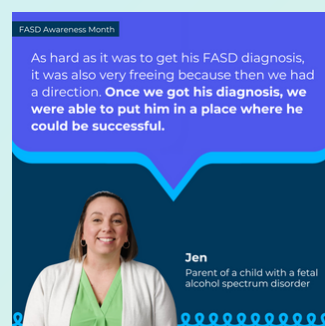 FASD Awareness Month
As hard as it was to get his FASD diagnosis,
it was also very freeing because then we had
a direction. Once we got his diagnosis, we
were able to put him in a place where he
could be successful.
Jen
Parent of a child with a fetal
alcohol spectrum disorder